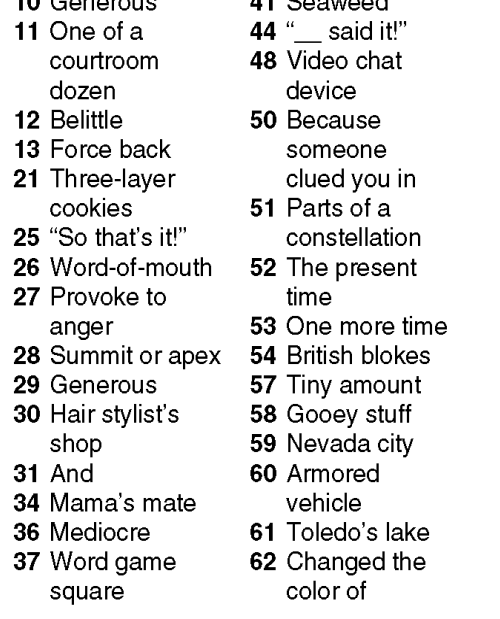 10 Generous
11 One of a
courtroom
dozen
12 Belittle
13 Force back
21 Three-layer
cookies
25 “So that’s it!”
26 Word-of-mouth
27 Provoke to
anger
28 Summit or apex
29 Generous
30 Hair stylist’s
shop
31 And
34 Mama’s mate
36 Mediocre
37 Word game
square
41 Seaweed
44 “__ said it!”
48 Video chat
device
50 Because
someone
clued you in
51 Parts of a
constellation
52 The present
time
53 One more time
54 British blokes
57 Tiny amount
58 Gooey stuff
59 Nevada city
60 Armored
vehicle
61 Toledo’s lake
62 Changed the
color of